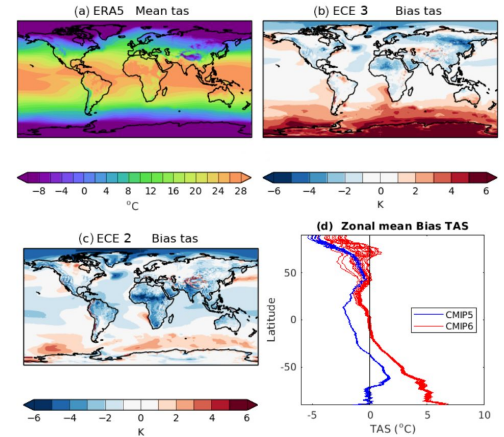 (a) ERA5 Mean tas
(b) ECE 3 Bias tas
−8 −4 0 4 8 12 16 20 24 28
°C
−6 −4 −2 0 2 4 6
K
(c) ECE 2 Bias tas
−6 −4 −2 0 2 4 6
K
(d) Zonal mean Bias TAS
Latitude
50
0
-50
CMIP5
CMIP6
-5 0 5 10
TAS (°C)